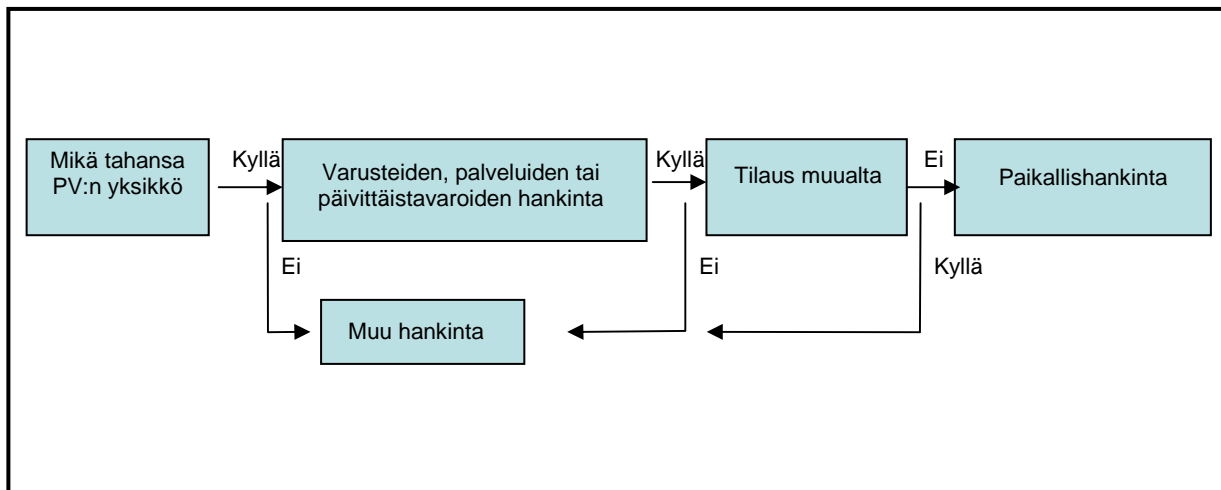 Mikä tahansa
PV:n yksikkö
Kyllä
Varusteiden, palveluiden tai
päivittäistavaroiden hankinta
Kyllä
Tilaus muualta
Ei
Paikallishankinta
Ei
Ei
Kyllä
Muu hankinta